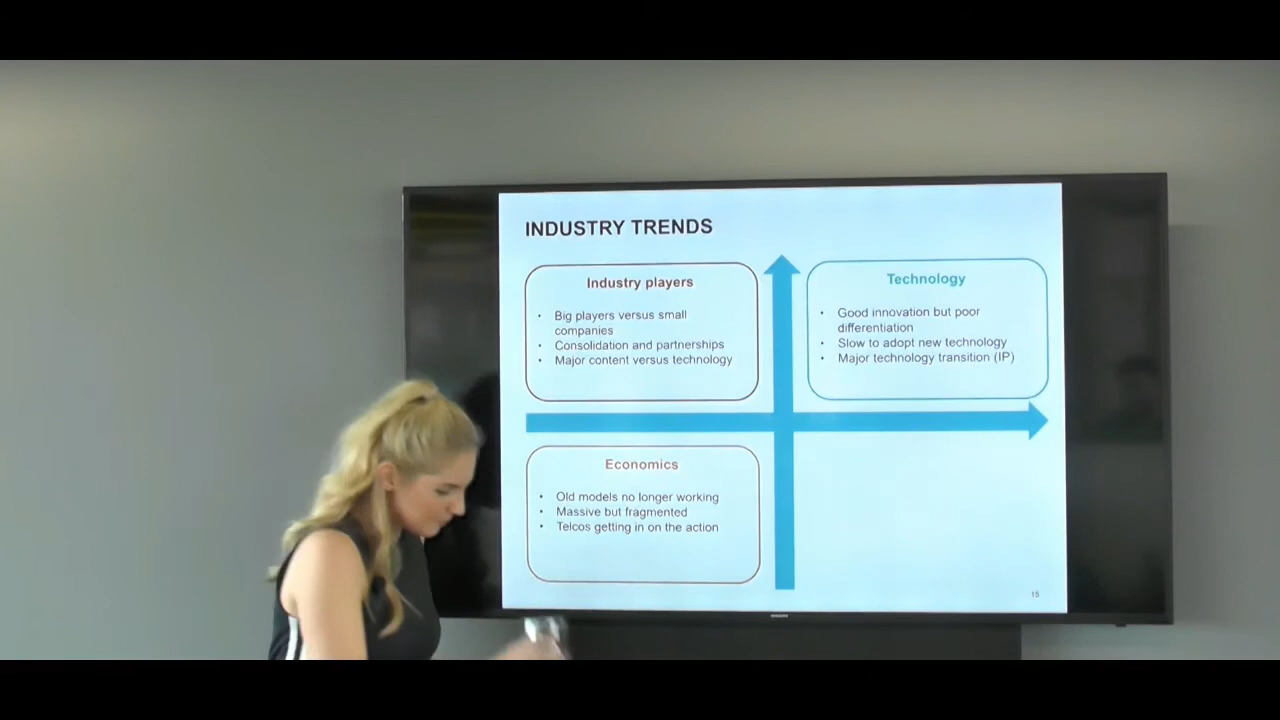 INDUSTRY TRENDS
Industry players
• Big players versus small
companies
• Consolidation and partnerships
• Major content versus technology
Technology
• Good innovation but poor
differentiation
• Slow to adopt new technology
• Major technology transition (IP)
Economics
• Old models no longer working
• Massive but fragmented
• Telcos getting in on the action
15